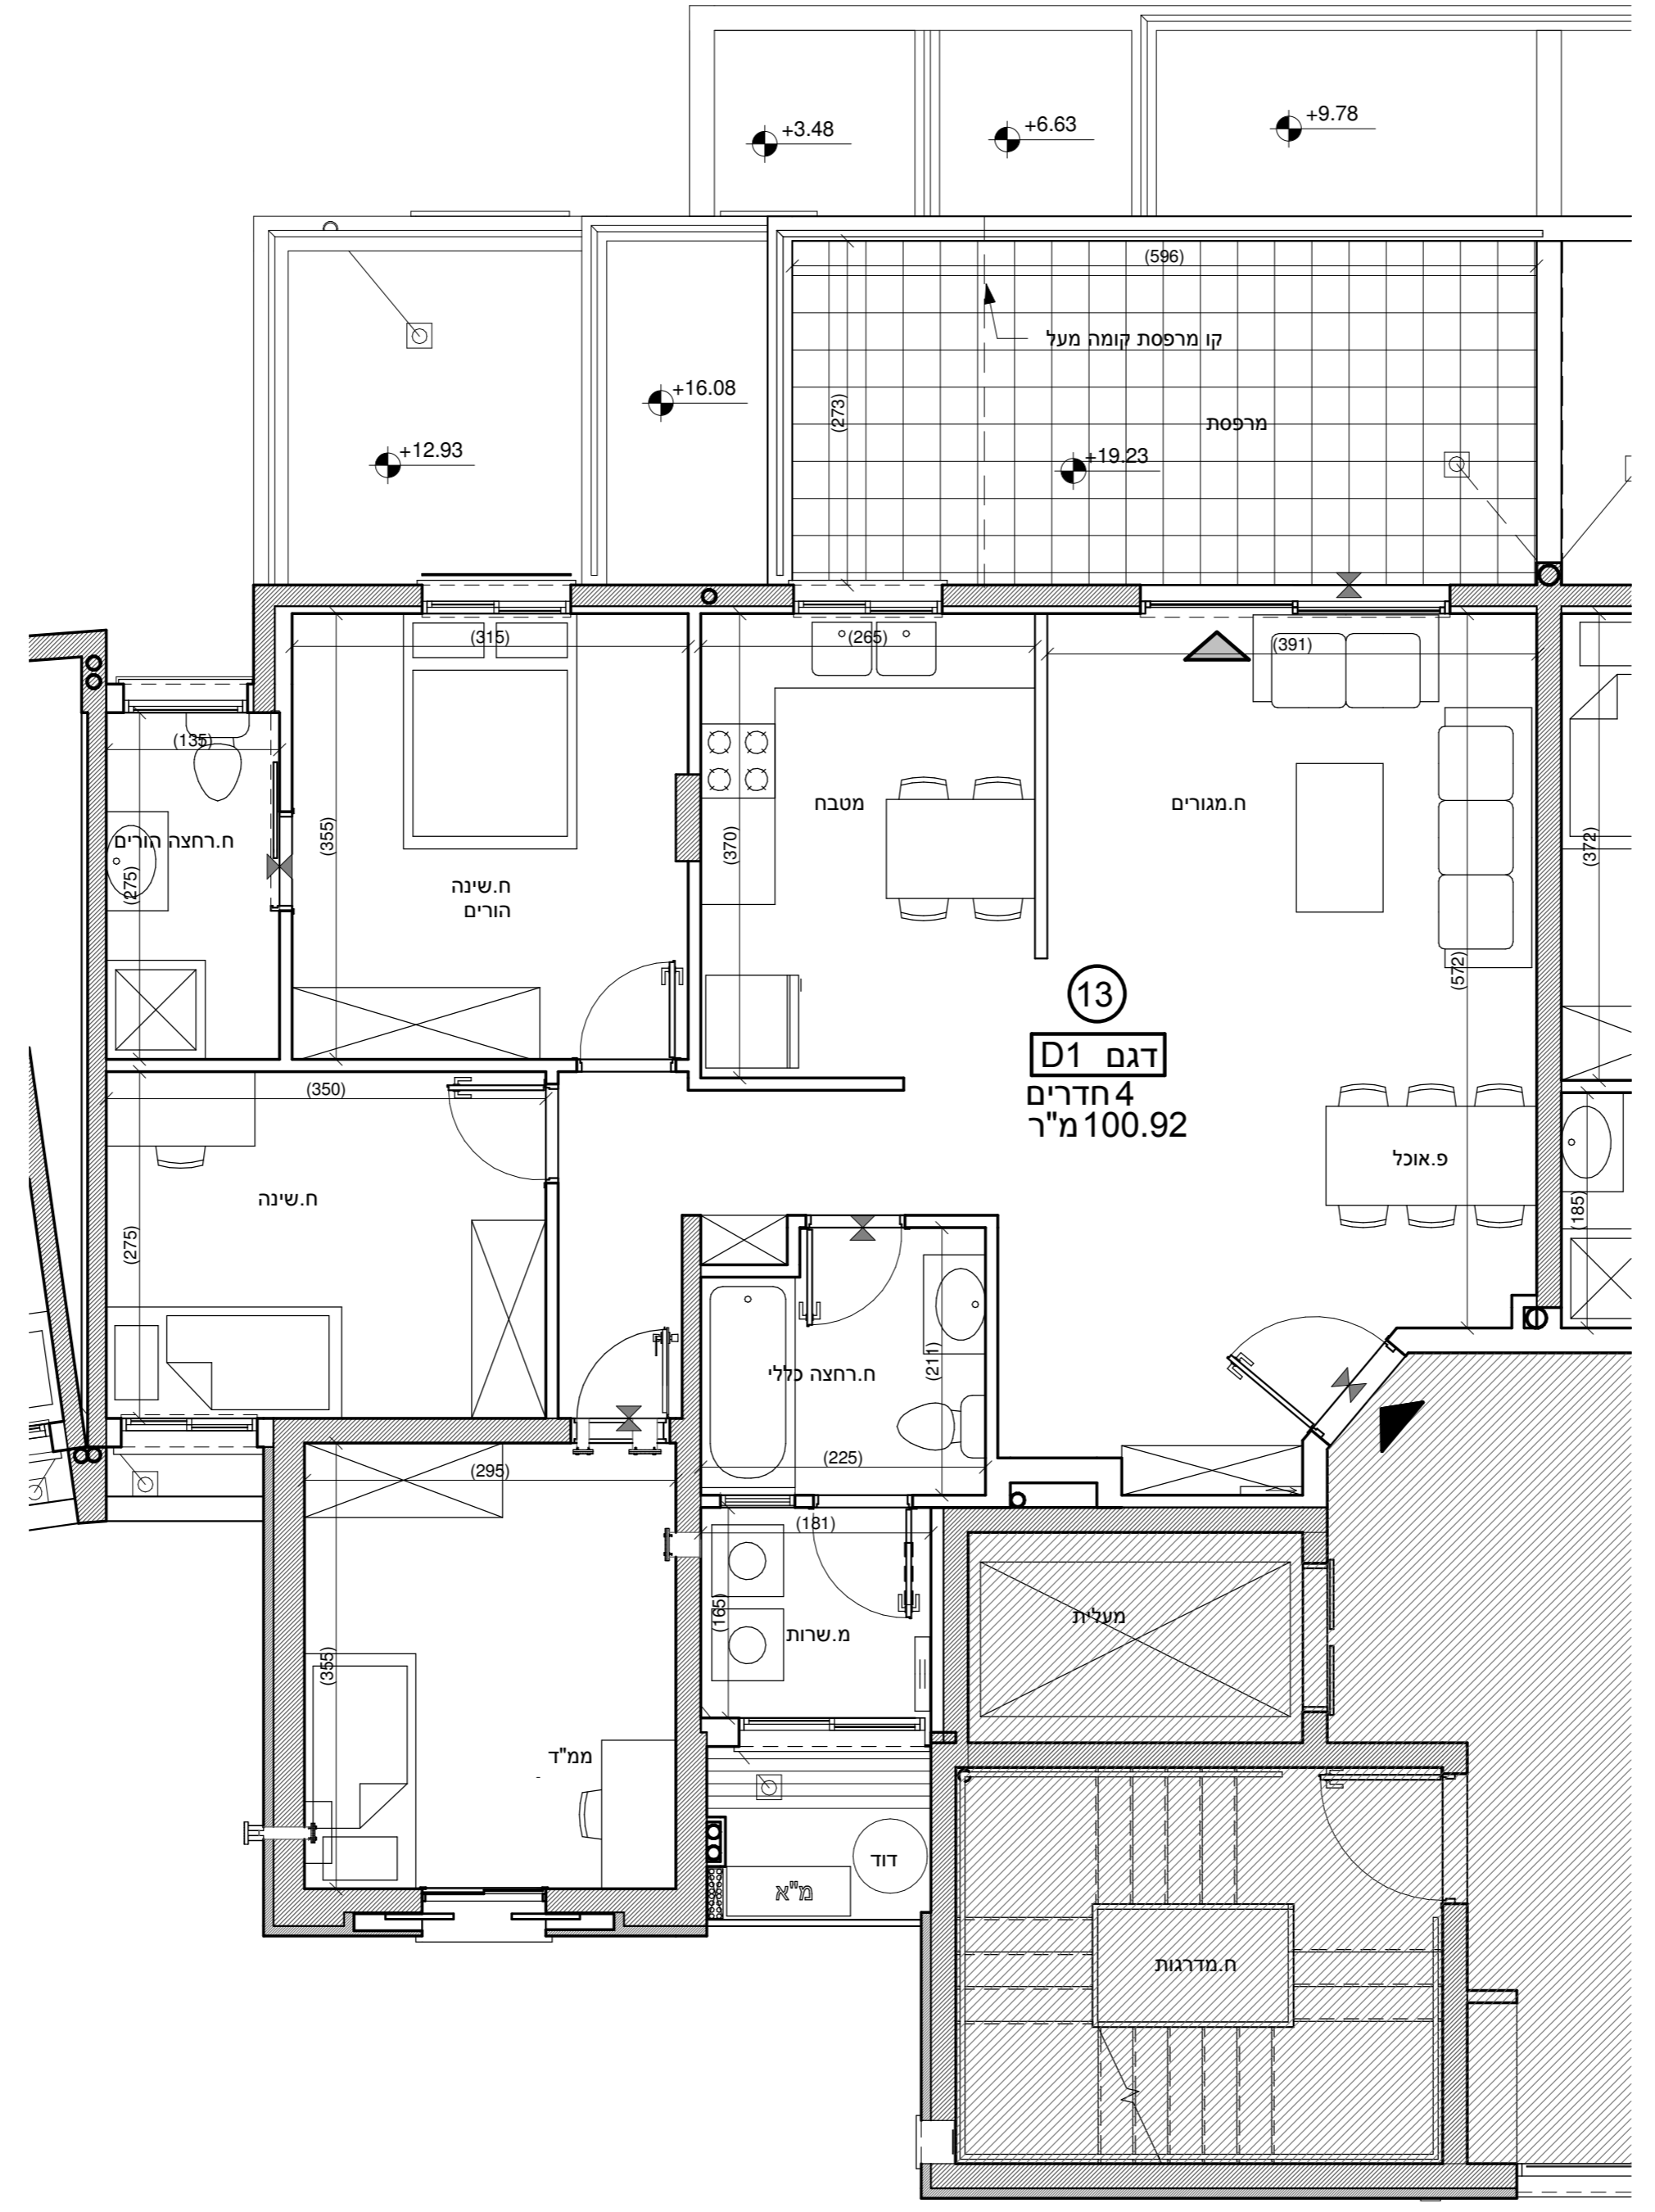 +3.48
+6.63
+9.78
(596)
קו מרפסת קומה מעל
+16.08
(273)
מרפסת
+12.93
+19.23
(315)
(265)
(391)
(135)
מטבח
ח.מגורים
ח.רחצה הורים
(355)
(370)
(372)
(275)
ח.שינה
הורים
(572)
13
דגם D1
4 חדרים
100.92 מ"ר
(350)
פ.אוכל
ח.שינה
(185)
(275)
(211)
ח.רחצה כללי
(295)
(225)
(181)
(165)
מעלית
מ.שרות
(355)
ממ"ד
דוד
מ"א
ח.מדרגות